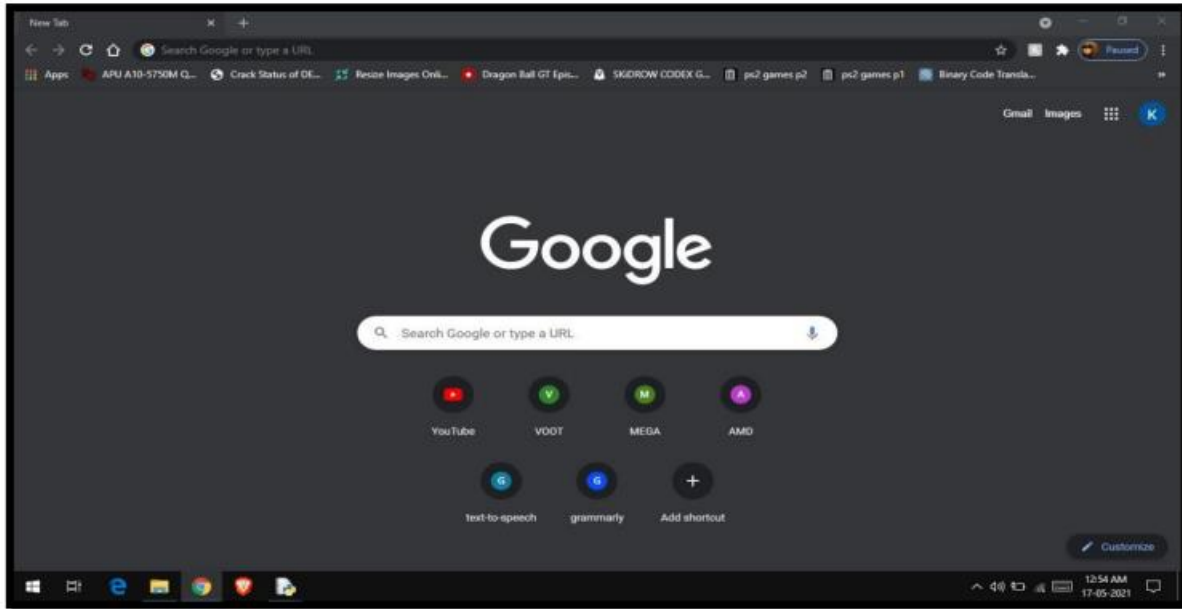 New Tab
Search Google or type a URL
Paused
Apps APU A10-5750M Q... Crack Status of DE... Resize Images Onli... Dragon Ball GT Epis... SKiDROW CODEX G... ps2 games p2 ps2 games p1 Binary Code Transla...
Gmail Images K
Google
Search Google or type a URL
V M A
YouTube VOOT MEGA AMD
G G
text-to-speech grammarly Add shortcut
Customize
12:54 AM
17-05-2021